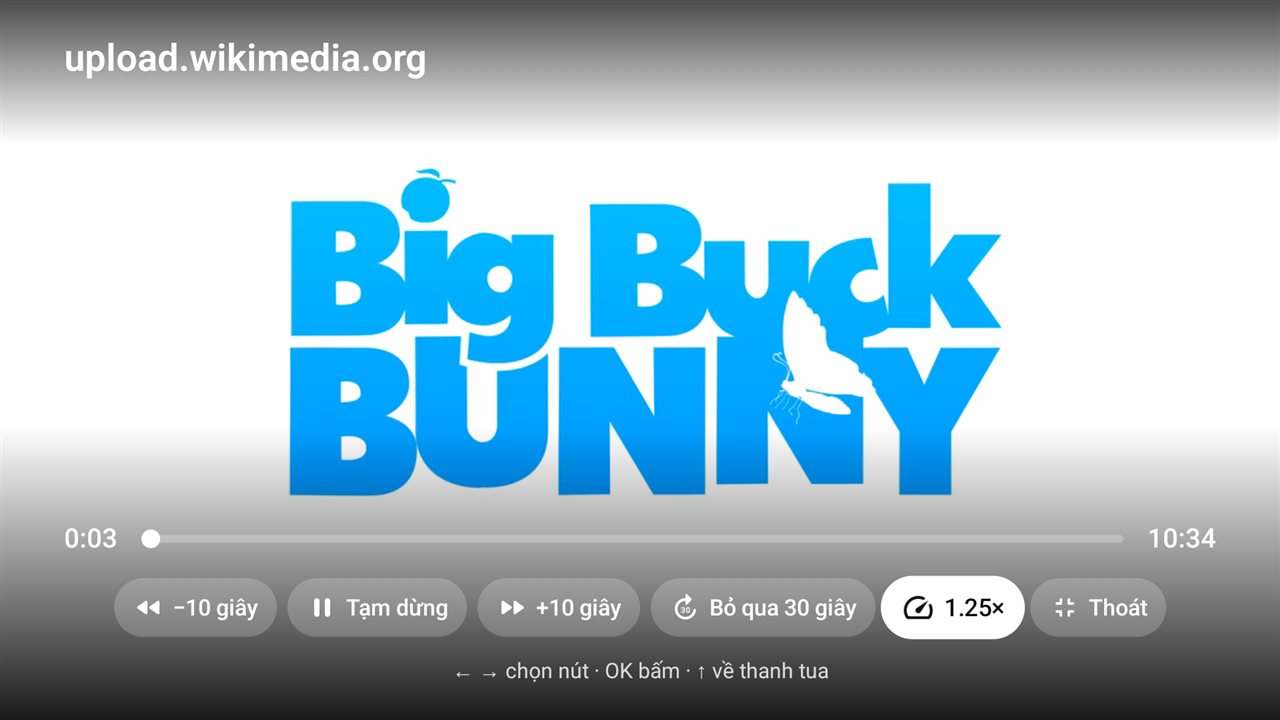 upload.wikimedia.org
Big Buck
BUNNY
0:03 10:34
−10 giây Tạm dừng +10 giây 30 Bỏ qua 30 giây 1.25× Thoát
← → chọn nút · OK bấm · ↑ về thanh tua